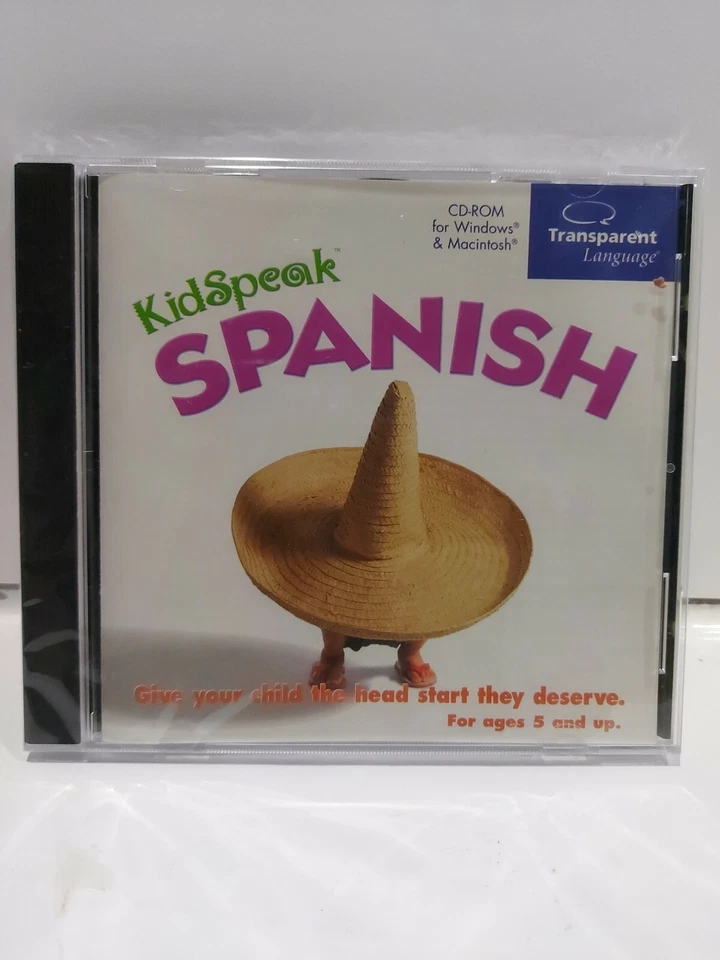 CD-ROM
for Windows®
& Macintosh®
Transparent
Language®
KidSpeak™
SPANISH
Give your child the head start they deserve.
For ages 5 and up.